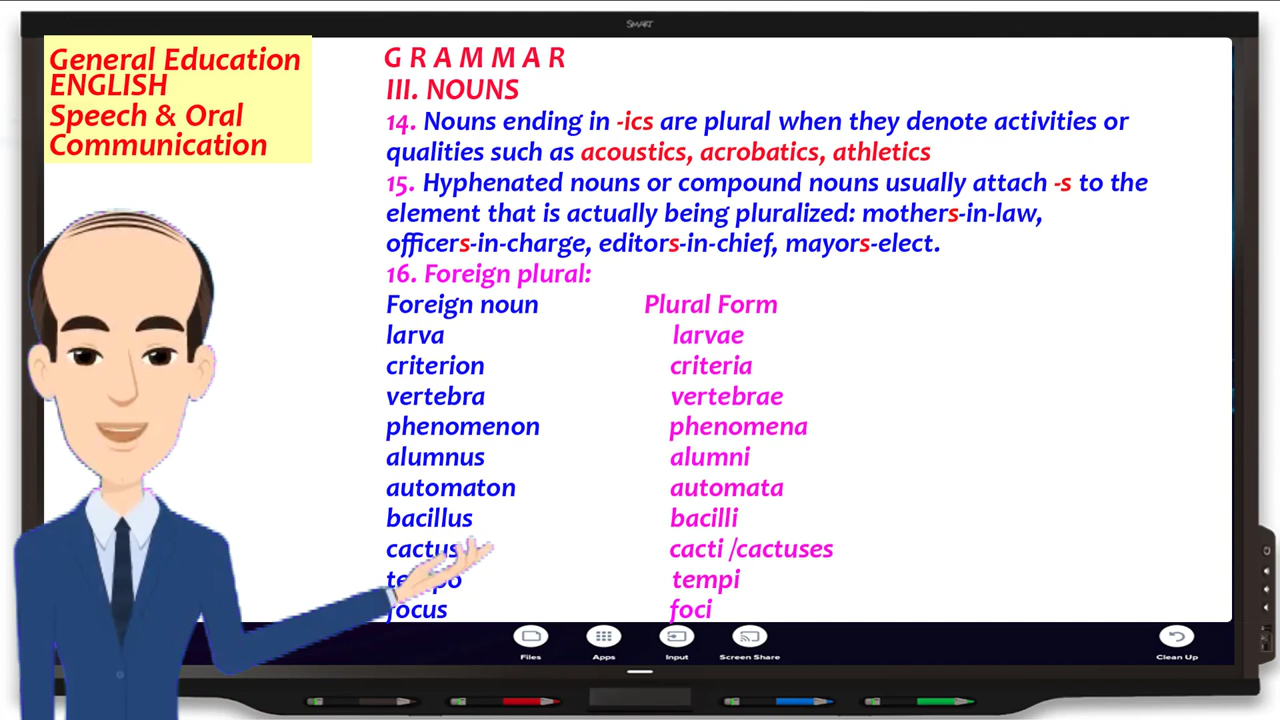 SMART
General Education
ENGLISH
Speech & Oral
Communication
G R A M M A R
III. NOUNS
14. Nouns ending in -ics are plural when they denote activities or
qualities such as acoustics, acrobatics, athletics
15. Hyphenated nouns or compound nouns usually attach -s to the
element that is actually being pluralized: mothers-in-law,
officers-in-charge, editors-in-chief, mayors-elect.
16. Foreign plural:
Foreign noun Plural Form
larva larvae
criterion criteria
vertebra vertebrae
phenomenon phenomena
alumnus alumni
automaton automata
bacillus bacilli
cactus cacti /cactuses
tempo tempi
focus foci
Files Apps Input Screen Share Clean Up